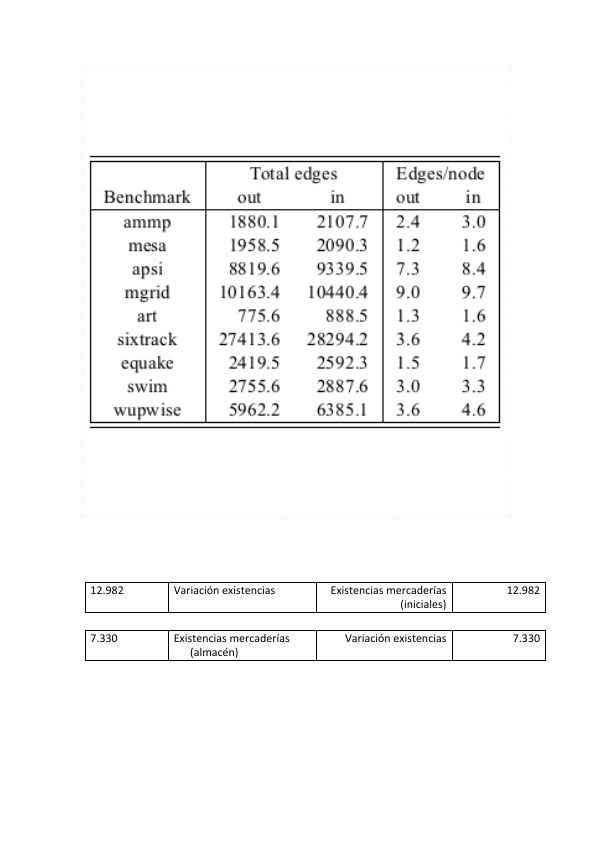 Total edges Edges/node
Benchmark out in out in
ammp 1880.1 2107.7 2.4 3.0
mesa 1958.5 2090.3 1.2 1.6
apsi 8819.6 9339.5 7.3 8.4
mgrid 10163.4 10440.4 9.0 9.7
art 775.6 888.5 1.3 1.6
sixtrack 27413.6 28294.2 3.6 4.2
equake 2419.5 2592.3 1.5 1.7
swim 2755.6 2887.6 3.0 3.3
wupwise 5962.2 6385.1 3.6 4.6
12.982 Variación existencias Existencias mercaderías 12.982
(iniciales)
7.330 Existencias mercaderías Variación existencias 7.330
(almacén)